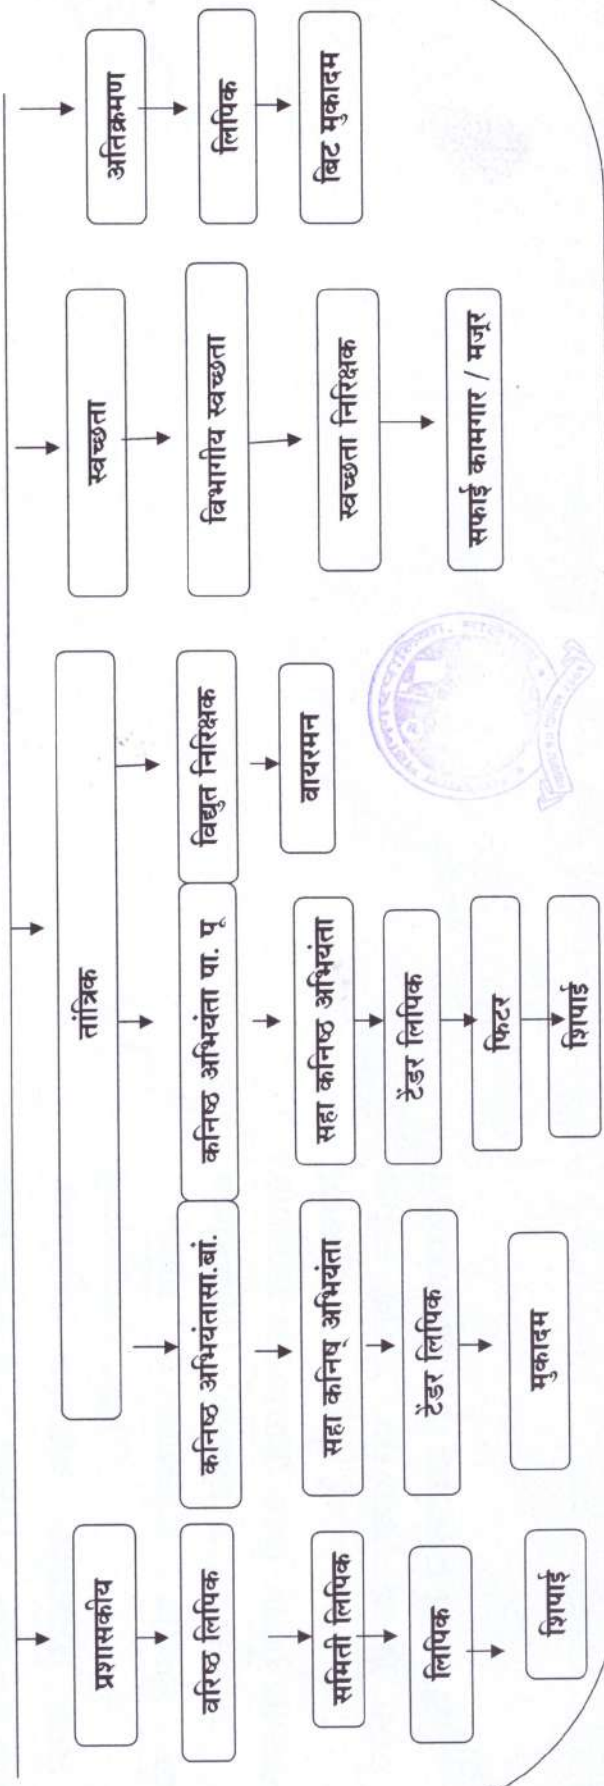 प्रशासकीय
वरिष्ठ लिपिक
समिती लिपिक
लिपिक
शिपाई
तांत्रिक
कनिष्ठ अभियंतासा.बां.
सहा कनिष् अभियंता
टेंडर लिपिक
मुकादम
कनिष्ठ अभियंता पा. पू
सहा कनिष्ठ अभियंता
टेंडर लिपिक
फिटर
शिपाई
विद्युत निरिक्षक
वायरमन
स्वच्छता
विभागीय स्वच्छता
स्वच्छता निरिक्षक
सफाई कामगार / मजूर
अतिक्रमण
लिपिक
बिट मुकादम